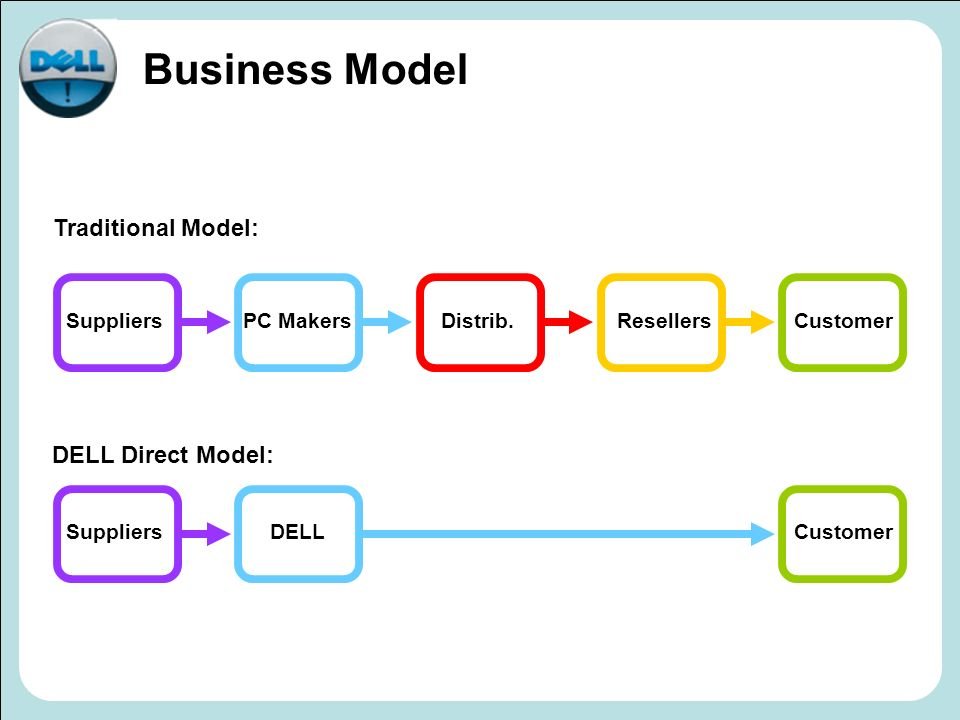 DELL
!
Business Model
Traditional Model:
Suppliers PC Makers Distrib. Resellers Customer
DELL Direct Model:
Suppliers DELL Customer